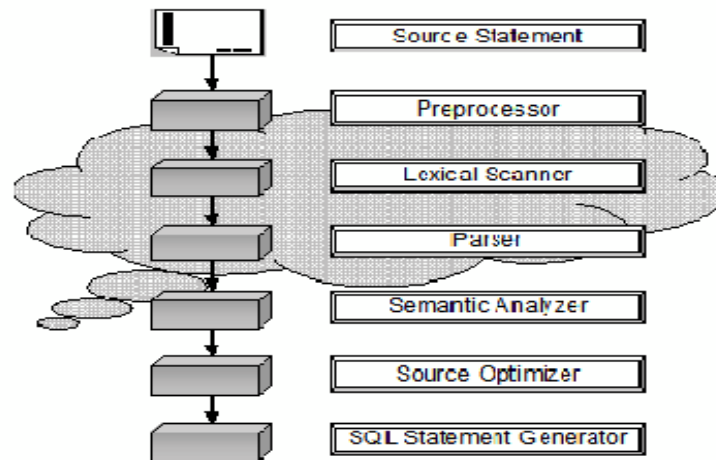 Source Statement
Preprocessor
Lexical Scanner
Parser
Semantic Analyzer
Source Optimizer
SQL Statement Generator